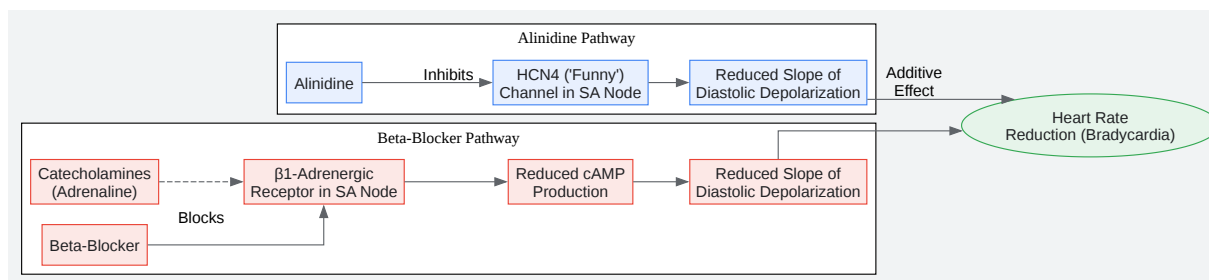 Alinidine Pathway
Alinidine
Inhibits
HCN4 ('Funny')
Channel in SA Node
Reduced Slope of
Diastolic Depolarization
Additive
Effect
Heart Rate
Reduction (Bradycardia)
Beta-Blocker Pathway
Catecholamines
(Adrenaline)
β1-Adrenergic
Receptor in SA Node
Reduced cAMP
Production
Reduced Slope of
Diastolic Depolarization
Blocks
Beta-Blocker